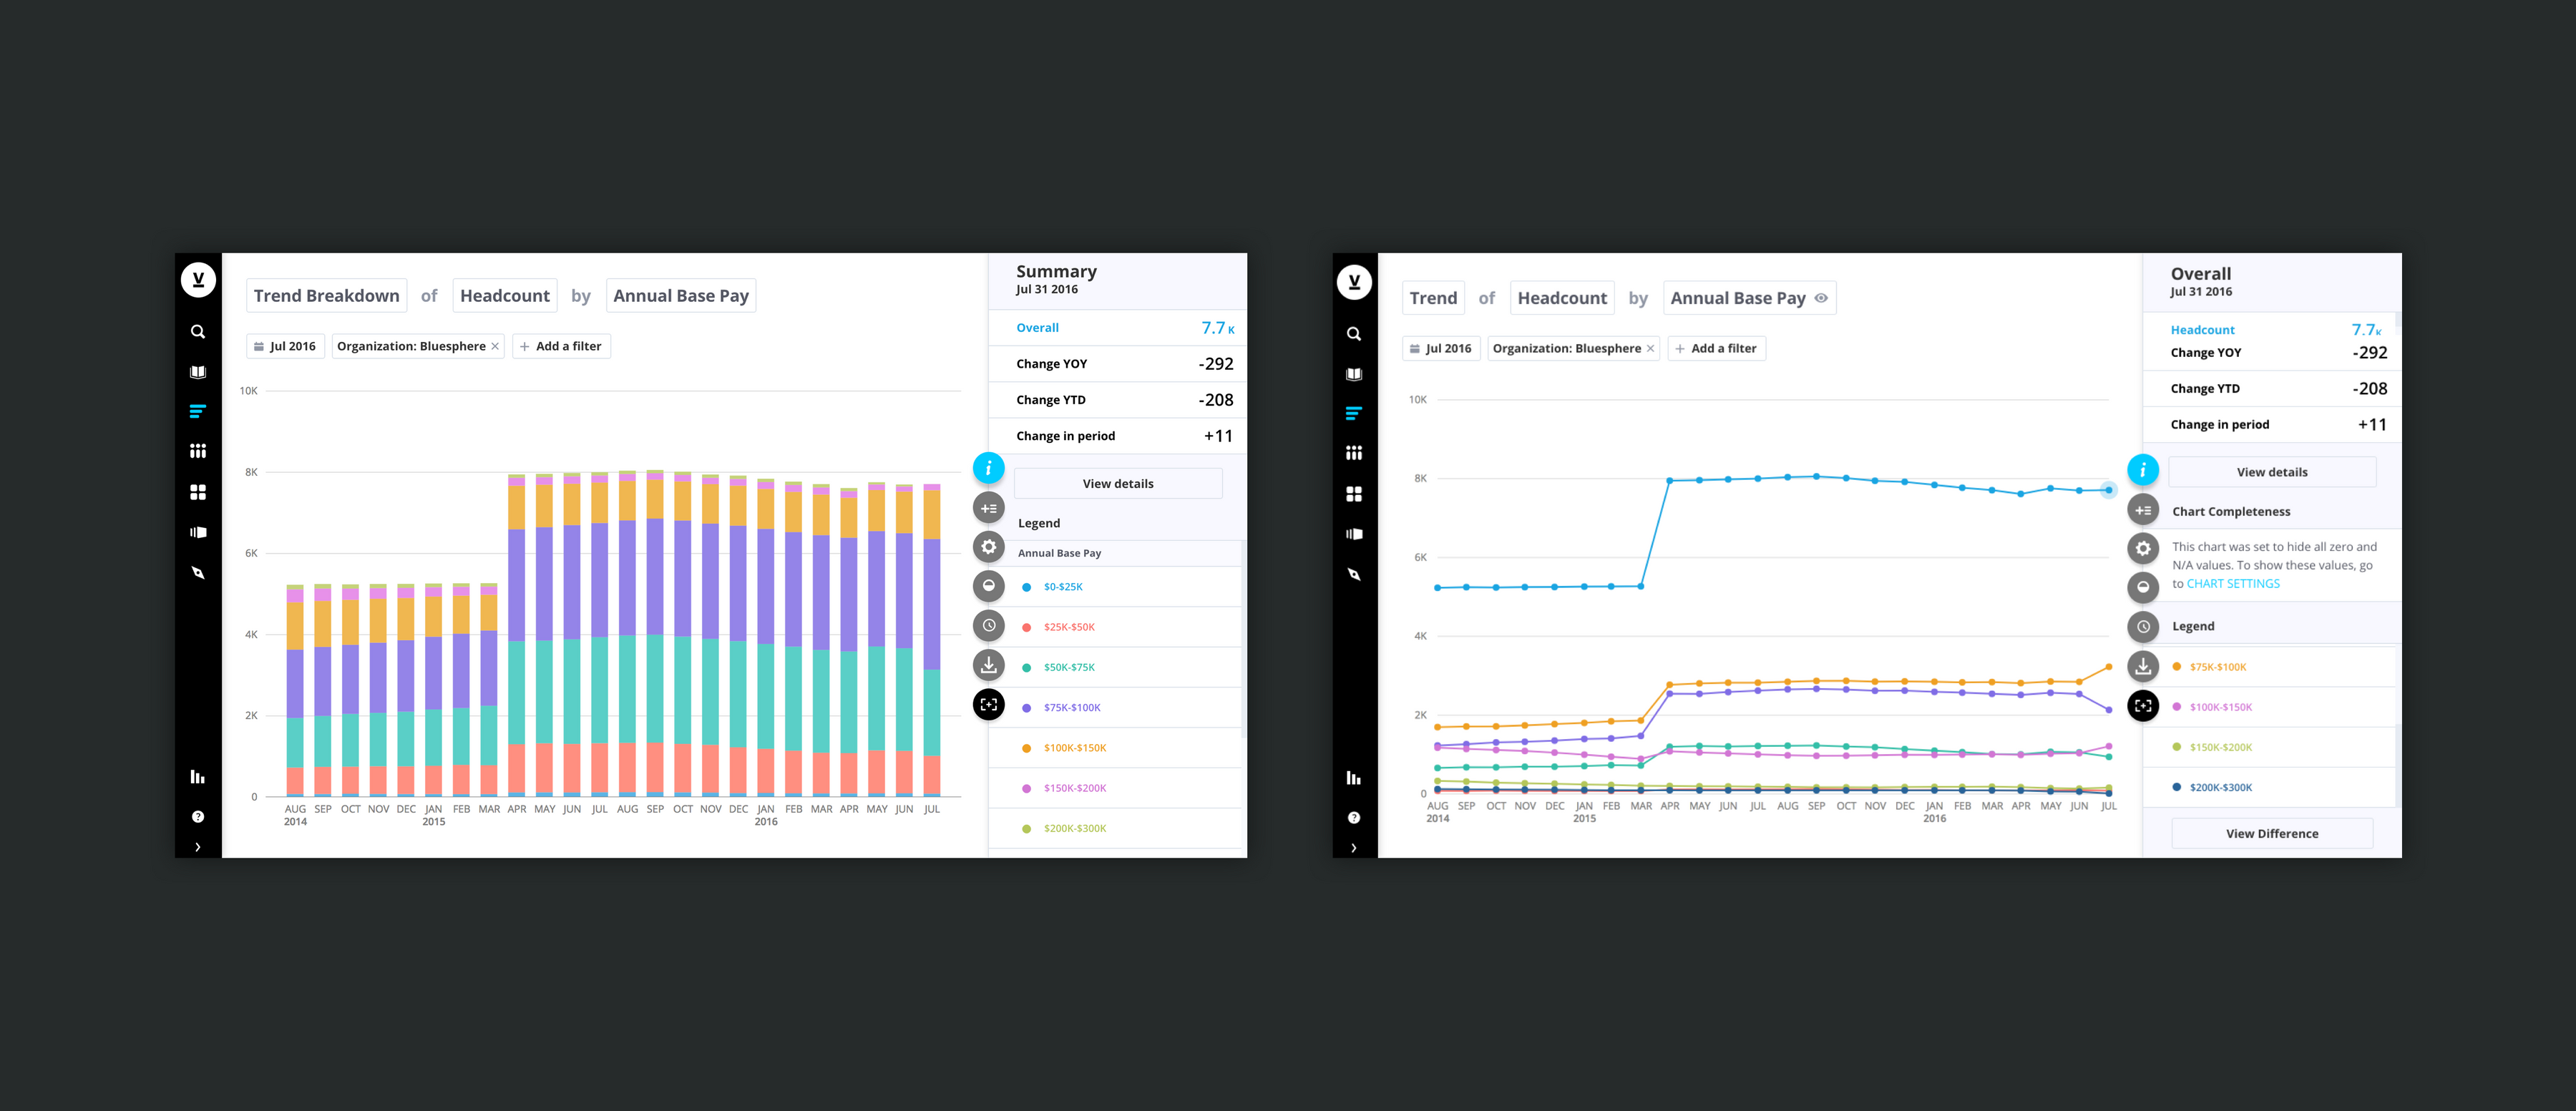 V
Trend Breakdown of Headcount by Annual Base Pay
Jul 2016 Organization: Bluesphere × + Add a filter
10K
8K
6K
4K
2K
0
AUG SEP OCT NOV DEC JAN FEB MAR APR MAY JUN JUL AUG SEP OCT NOV DEC JAN FEB MAR APR MAY JUN JUL
2014 2015 2016
Summary
Jul 31 2016
Overall 7.7 K
Change YOY -292
Change YTD -208
Change in period +11
View details
Legend
Annual Base Pay
$0-$25K
$25K-$50K
$50K-$75K
$75K-$100K
$100K-$150K
$150K-$200K
$200K-$300K
V
Trend of Headcount by Annual Base Pay
Jul 2016 Organization: Bluesphere × + Add a filter
10K
8K
6K
4K
2K
0
AUG SEP OCT NOV DEC JAN FEB MAR APR MAY JUN JUL AUG SEP OCT NOV DEC JAN FEB MAR APR MAY JUN JUL
2014 2015 2016
Overall
Jul 31 2016
Headcount 7.7K
Change YOY -292
Change YTD -208
Change in period +11
View details
Chart Completeness
This chart was set to hide all zero and
N/A values. To show these values, go
to CHART SETTINGS
Legend
$75K-$100K
$100K-$150K
$150K-$200K
$200K-$300K
View Difference